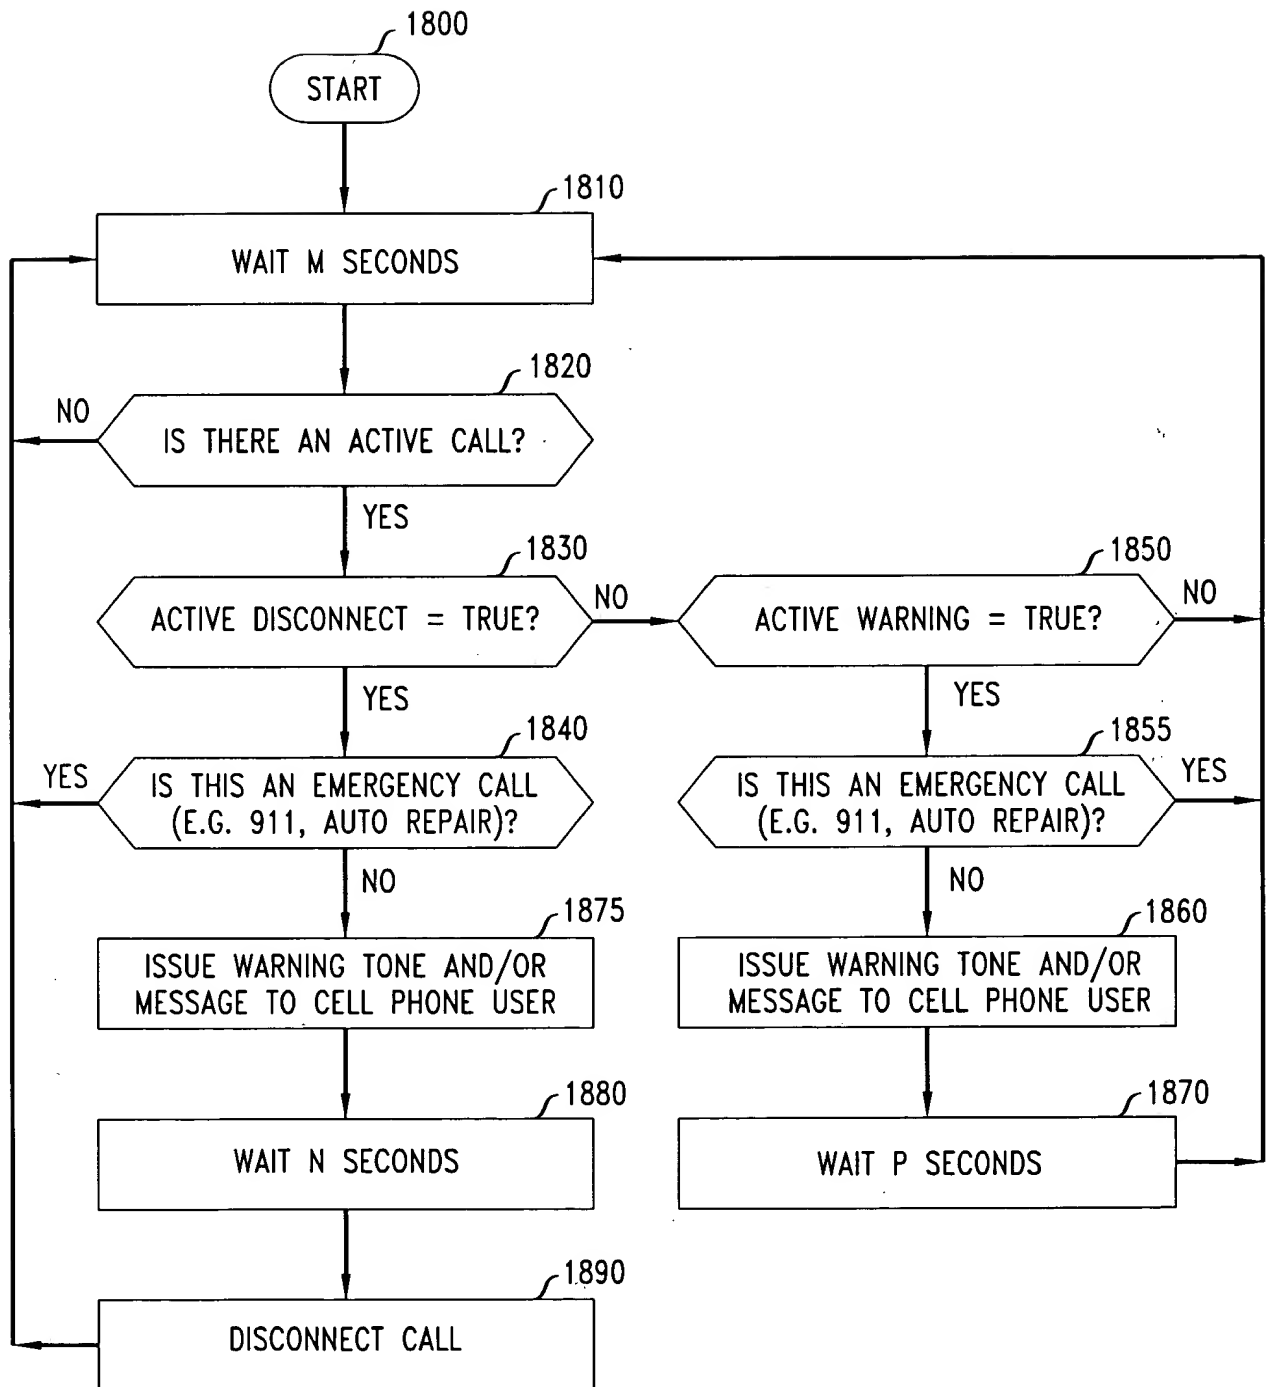 1800
START
1810
WAIT M SECONDS
1820
NO
IS THERE AN ACTIVE CALL?
YES
1830
ACTIVE DISCONNECT = TRUE?
NO
1850
ACTIVE WARNING = TRUE?
NO
YES
YES
1840
YES
IS THIS AN EMERGENCY CALL
(E.G. 911, AUTO REPAIR)?
1855
IS THIS AN EMERGENCY CALL
(E.G. 911, AUTO REPAIR)?
YES
NO
NO
1875
ISSUE WARNING TONE AND/OR
MESSAGE TO CELL PHONE USER
1860
ISSUE WARNING TONE AND/OR
MESSAGE TO CELL PHONE USER
1880
WAIT N SECONDS
1870
WAIT P SECONDS
1890
DISCONNECT CALL